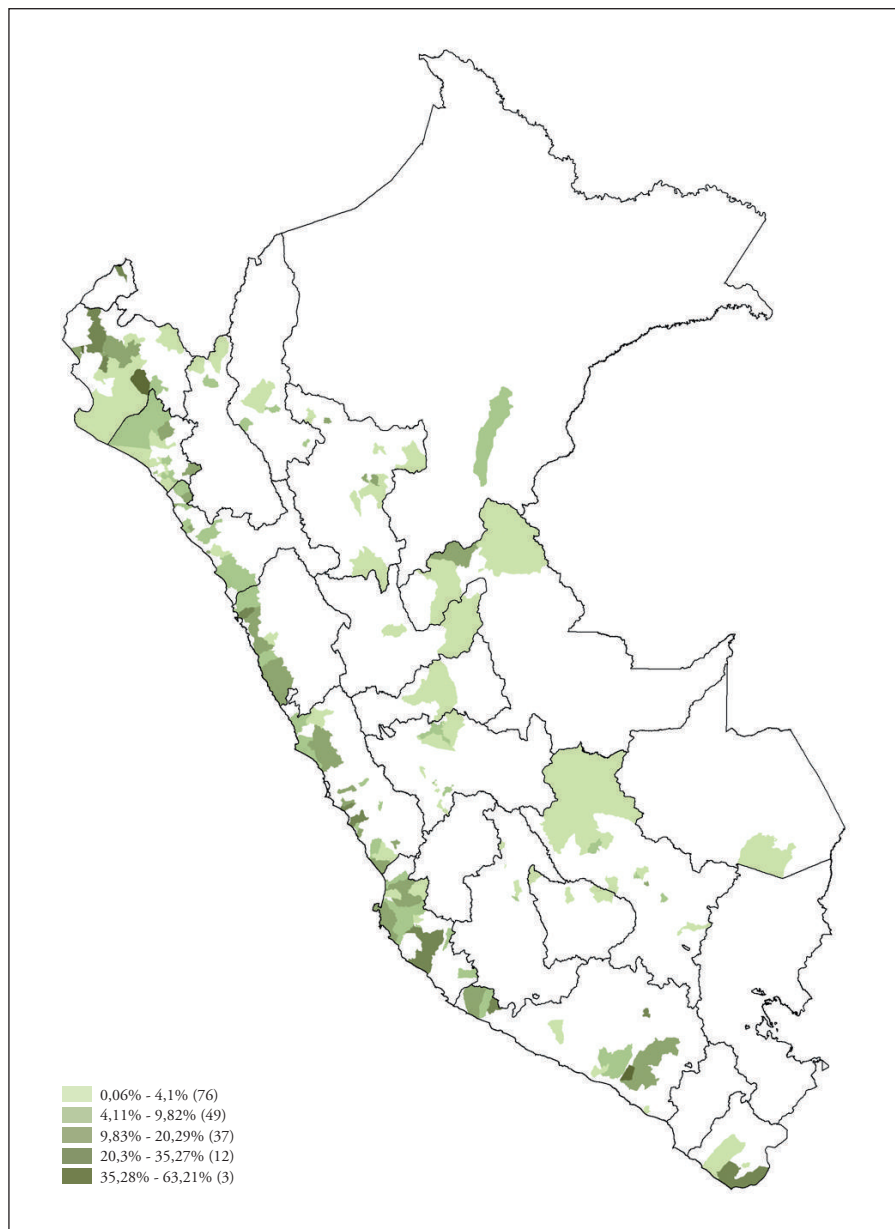 0,06% - 4,1% (76)
4,11% - 9,82% (49)
9,83% - 20,29% (37)
20,3% - 35,27% (12)
35,28% - 63,21% (3)